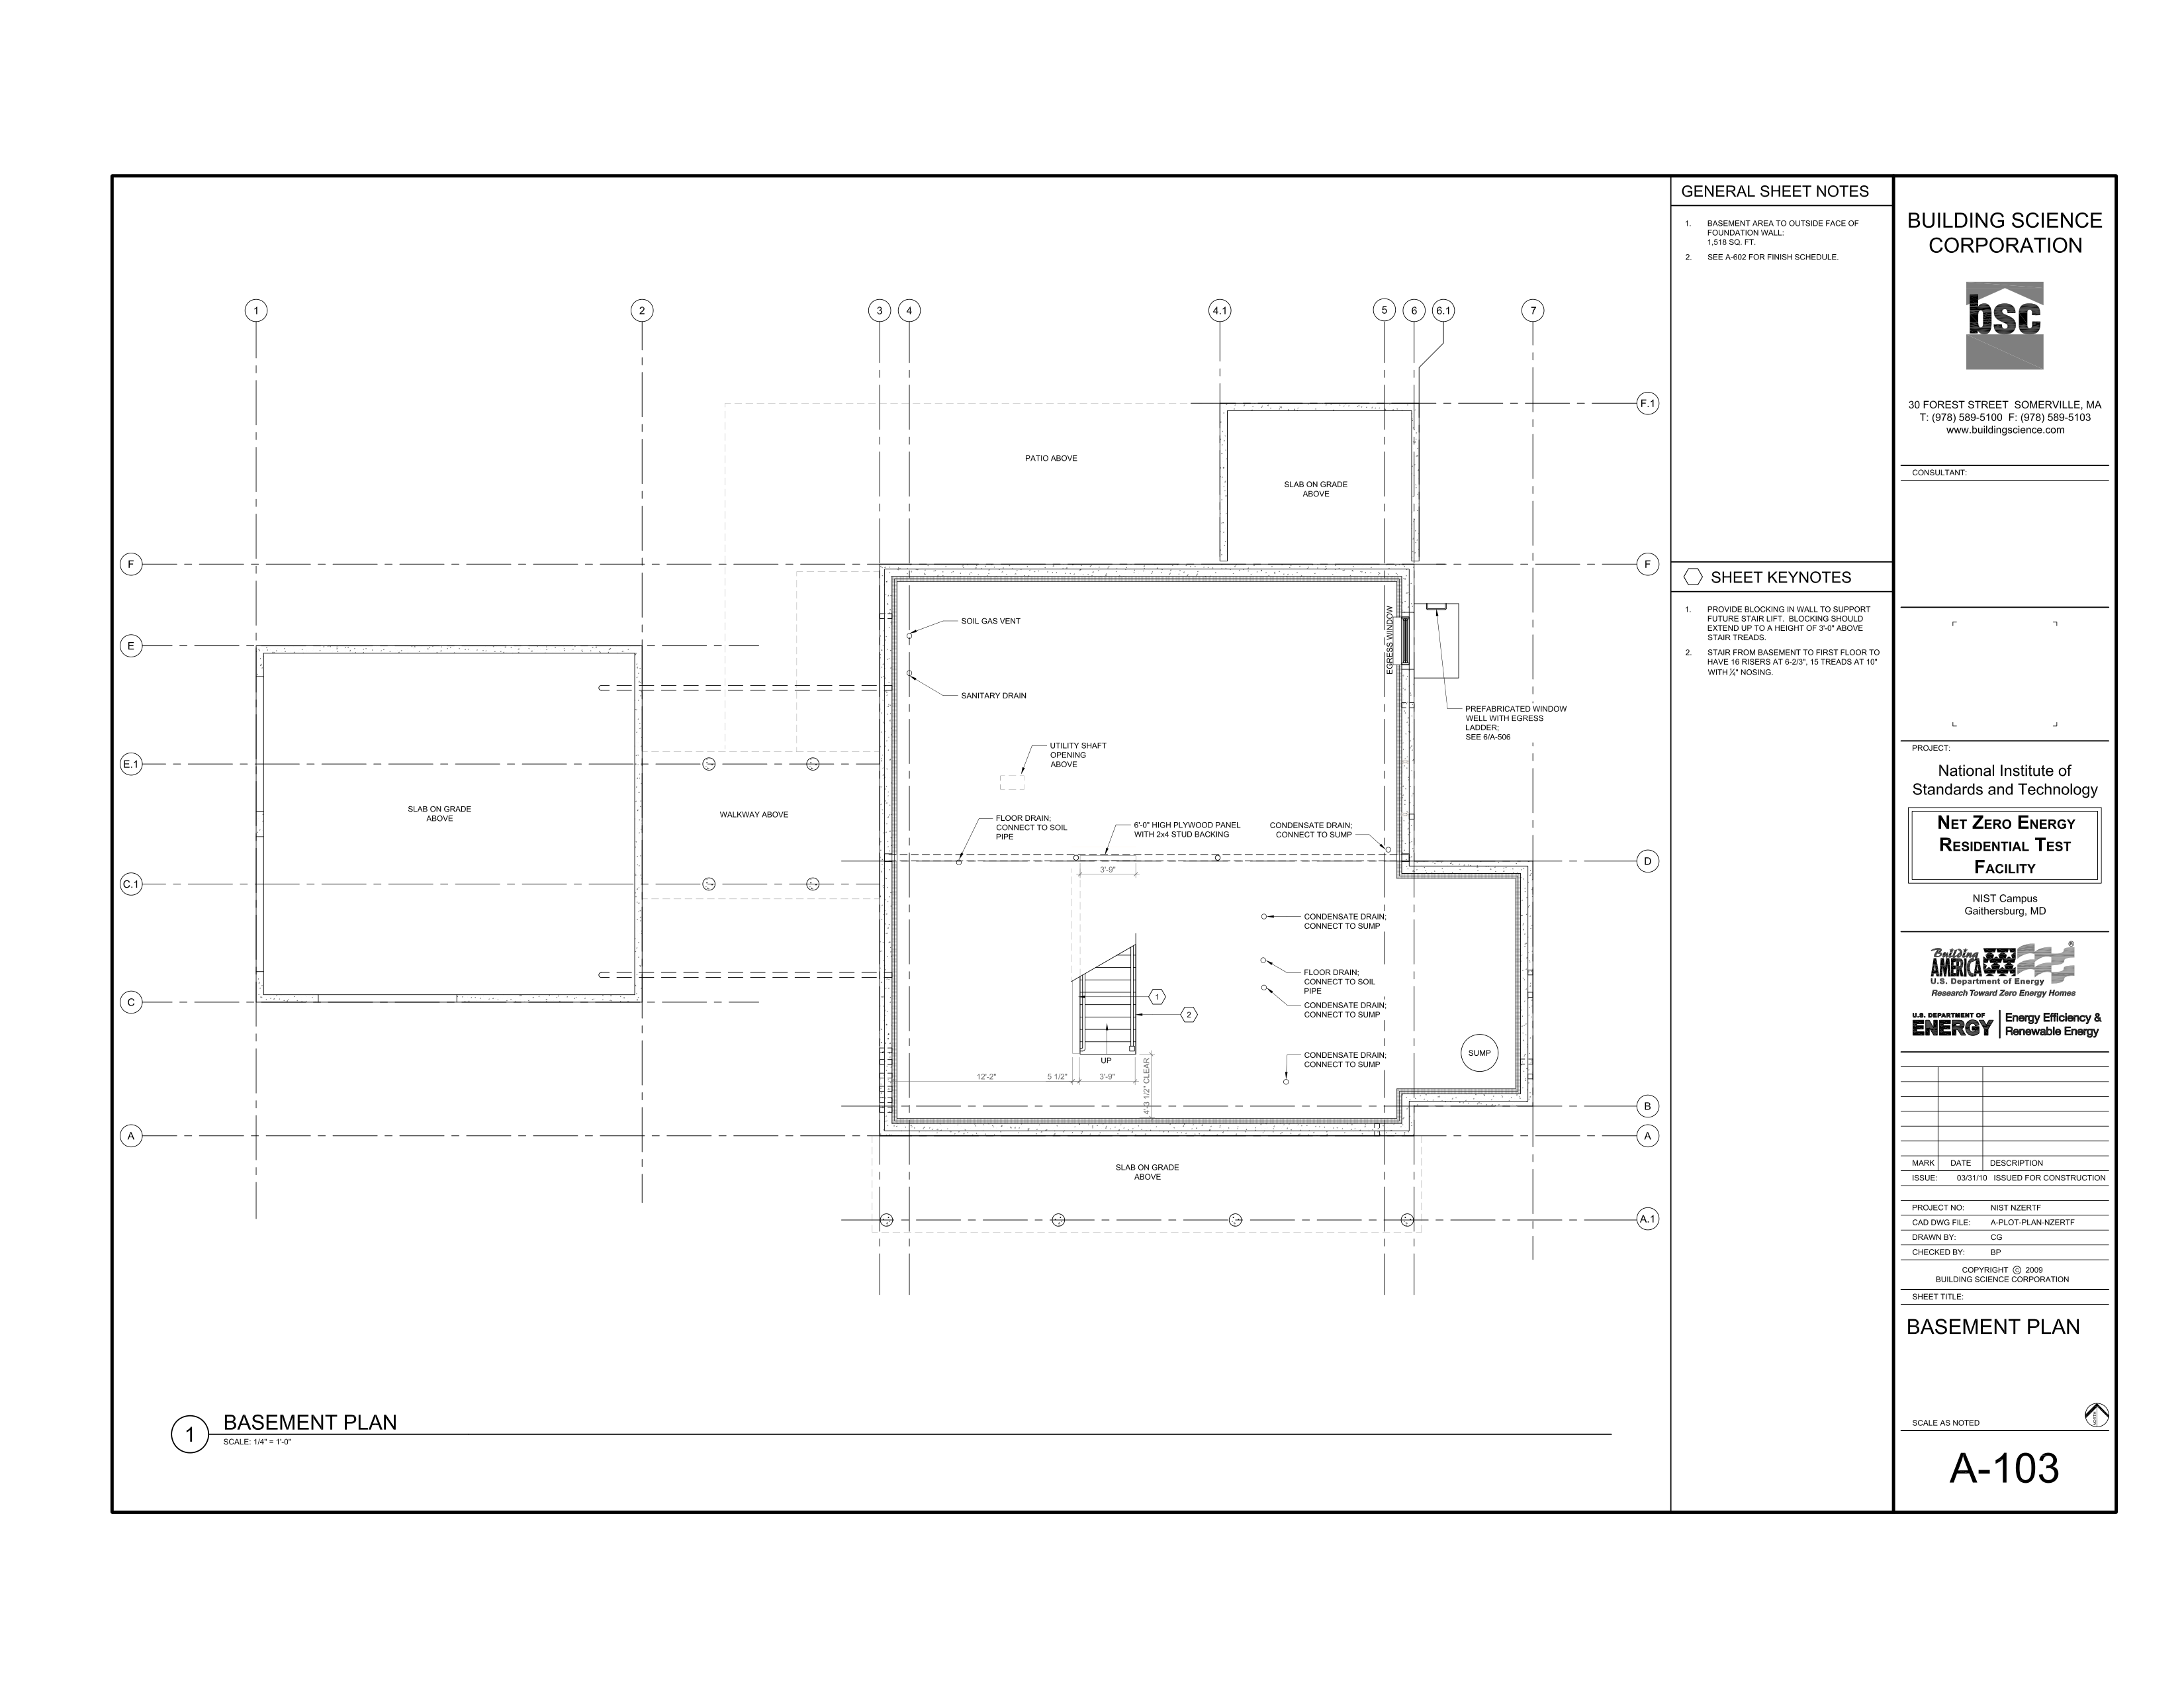 GENERAL SHEET NOTES
1. BASEMENT AREA TO OUTSIDE FACE OF
FOUNDATION WALL:
1,518 SQ. FT.
2. SEE A-602 FOR FINISH SCHEDULE.
SHEET KEYNOTES
1. PROVIDE BLOCKING IN WALL TO SUPPORT
FUTURE STAIR LIFT. BLOCKING SHOULD
EXTEND UP TO A HEIGHT OF 3'-0" ABOVE
STAIR TREADS.
2. STAIR FROM BASEMENT TO FIRST FLOOR TO
HAVE 16 RISERS AT 6-2/3", 15 TREADS AT 10"
WITH ¾" NOSING.
1
2
3
4
4.1
5
6
6.1
7
F.1
PATIO ABOVE
SLAB ON GRADE
ABOVE
F
F
SOIL GAS VENT
EGRESS WINDOW
E
SANITARY DRAIN
PREFABRICATED WINDOW
WELL WITH EGRESS
LADDER;
SEE 6/A-506
UTILITY SHAFT
OPENING
ABOVE
E.1
SLAB ON GRADE
ABOVE
WALKWAY ABOVE
FLOOR DRAIN;
CONNECT TO SOIL
PIPE
6'-0" HIGH PLYWOOD PANEL
WITH 2x4 STUD BACKING
CONDENSATE DRAIN;
CONNECT TO SUMP
D
3'-9"
C.1
CONDENSATE DRAIN;
CONNECT TO SUMP
FLOOR DRAIN;
CONNECT TO SOIL
PIPE
CONDENSATE DRAIN;
CONNECT TO SUMP
1
C
2
CONDENSATE DRAIN;
CONNECT TO SUMP
SUMP
UP
12'-2"
5 1/2"
3'-9"
4'-3 1/2" CLEAR
B
A
A
SLAB ON GRADE
ABOVE
A.1
1
BASEMENT PLAN
SCALE: 1/4" = 1'-0"
BUILDING SCIENCE
CORPORATION
bsc
30 FOREST STREET SOMERVILLE, MA
T: (978) 589-5100 F: (978) 589-5103
www.buildingscience.com
CONSULTANT:
PROJECT:
National Institute of
Standards and Technology
NET ZERO ENERGY
RESIDENTIAL TEST
FACILITY
NIST Campus
Gaithersburg, MD
Building
AMERICA
®
U.S. Department of Energy
Research Toward Zero Energy Homes
U.S. DEPARTMENT OF
ENERGY
Energy Efficiency &
Renewable Energy
MARK DATE DESCRIPTION
ISSUE: 03/31/10 ISSUED FOR CONSTRUCTION
PROJECT NO: NIST NZERTF
CAD DWG FILE: A-PLOT-PLAN-NZERTF
DRAWN BY: CG
CHECKED BY: BP
COPYRIGHT © 2009
BUILDING SCIENCE CORPORATION
SHEET TITLE:
BASEMENT PLAN
SCALE AS NOTED
NORTH
A-103